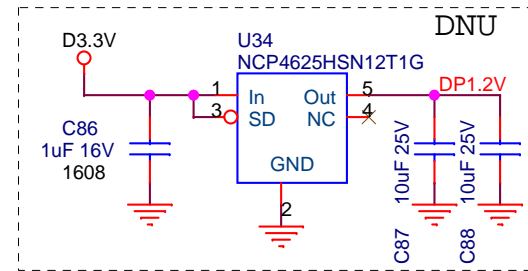 DNU
D3.3V
U34
NCP4625HSN12T1G
1 In Out 5 DP1.2V
3 SD NC 4
C86
1uF 16V
1608
GND
2
10uF 25V
10uF 25V
C87
C88